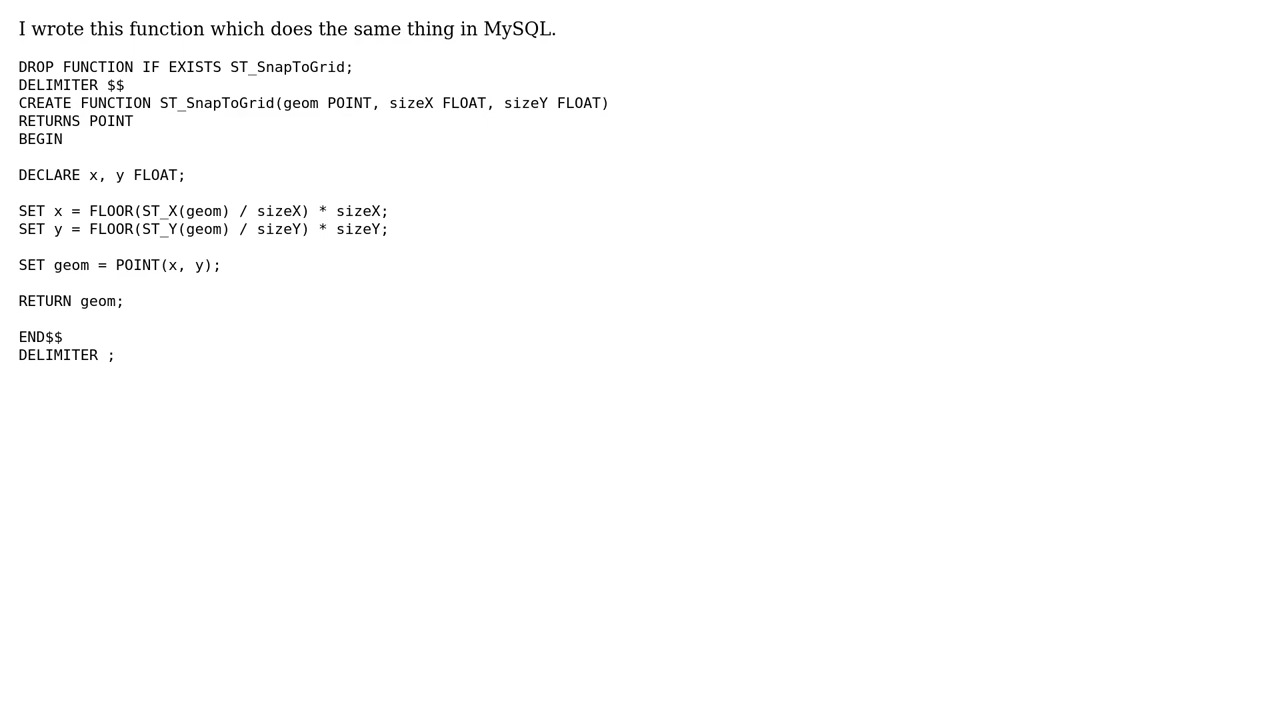 I wrote this function which does the same thing in MySQL.
DROP FUNCTION IF EXISTS ST_SnapToGrid;
DELIMITER $$
CREATE FUNCTION ST_SnapToGrid(geom POINT, sizeX FLOAT, sizeY FLOAT)
RETURNS POINT
BEGIN
DECLARE x, y FLOAT;
SET x = FLOOR(ST_X(geom) / sizeX) * sizeX;
SET y = FLOOR(ST_Y(geom) / sizeY) * sizeY;
SET geom = POINT(x, y);
RETURN geom;
END$$
DELIMITER ;